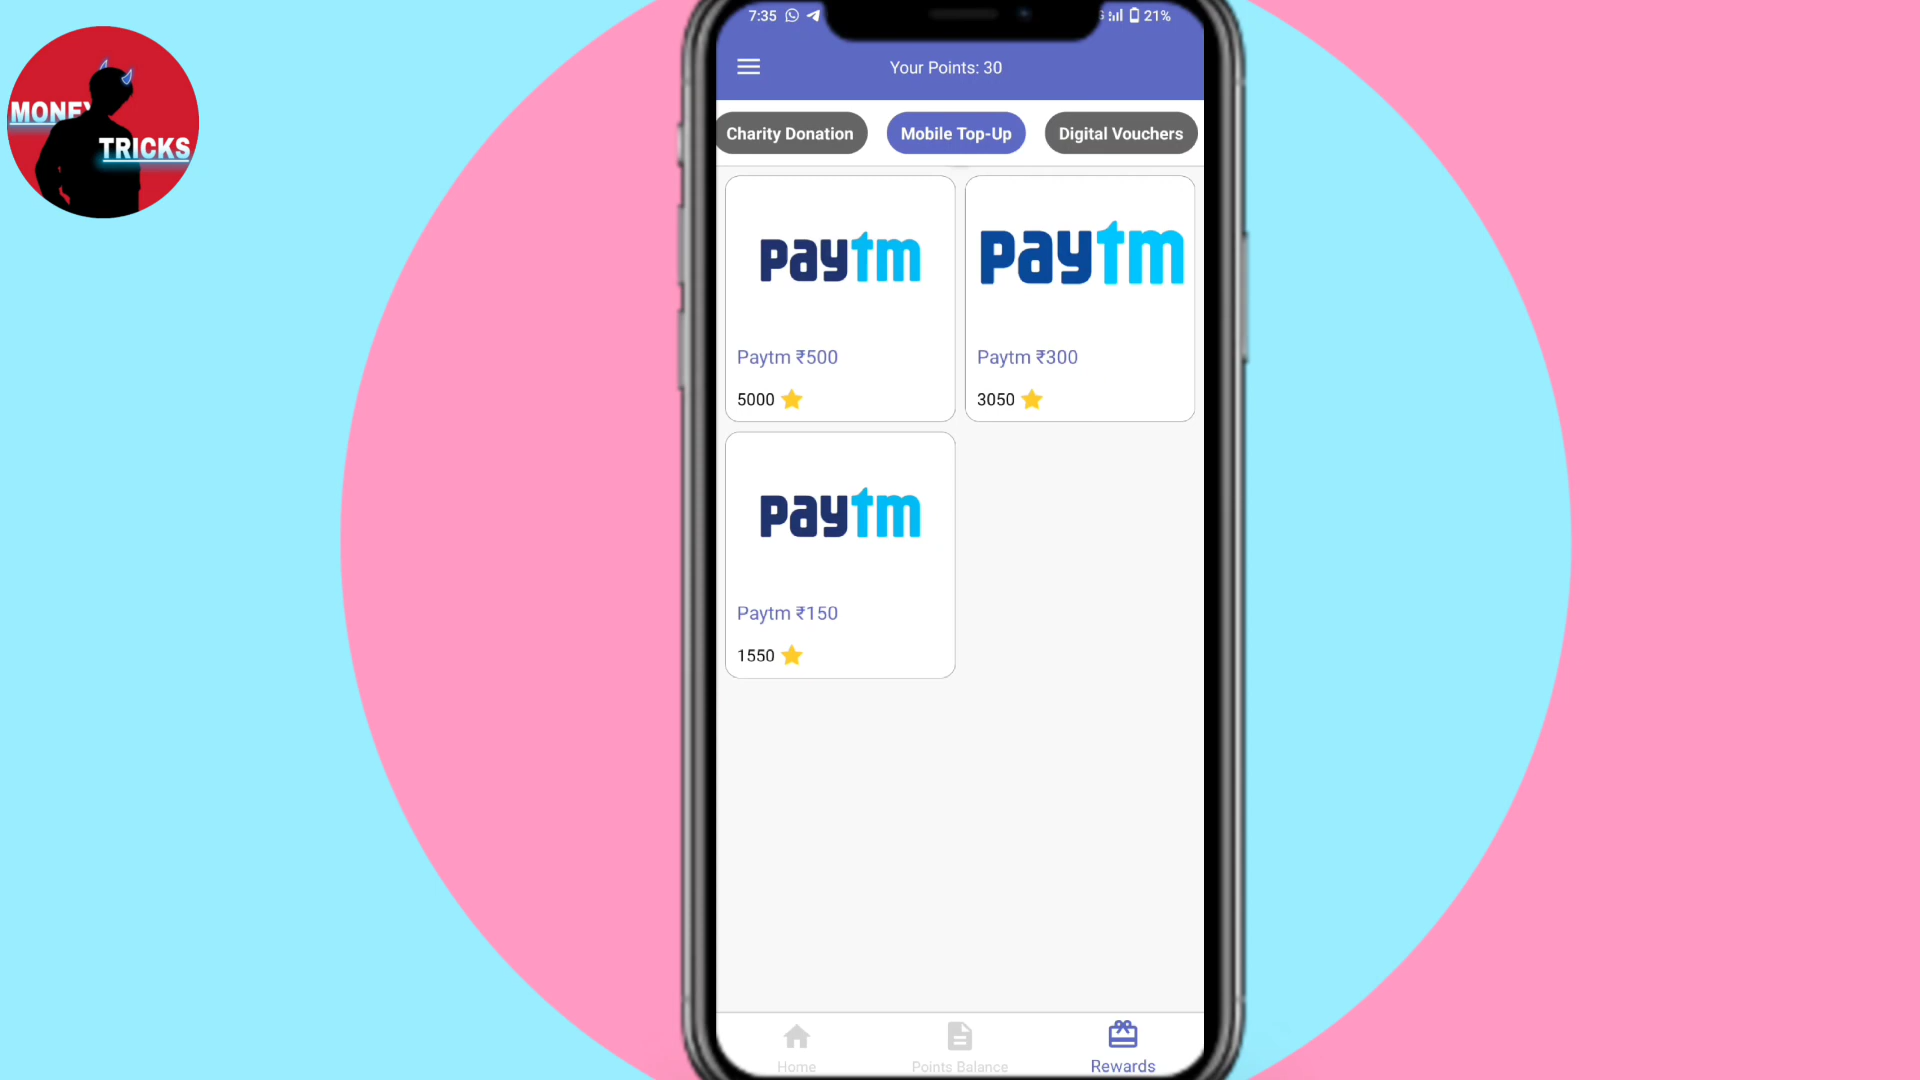 MONEY
TRICKS
7:35
21%
Your Points: 30
Charity Donation
Mobile Top-Up
Digital Vouchers
paytm
paytm
Paytm ₹500
Paytm ₹300
5000
3050
paytm
Paytm ₹150
1550
Home
Points Balance
Rewards